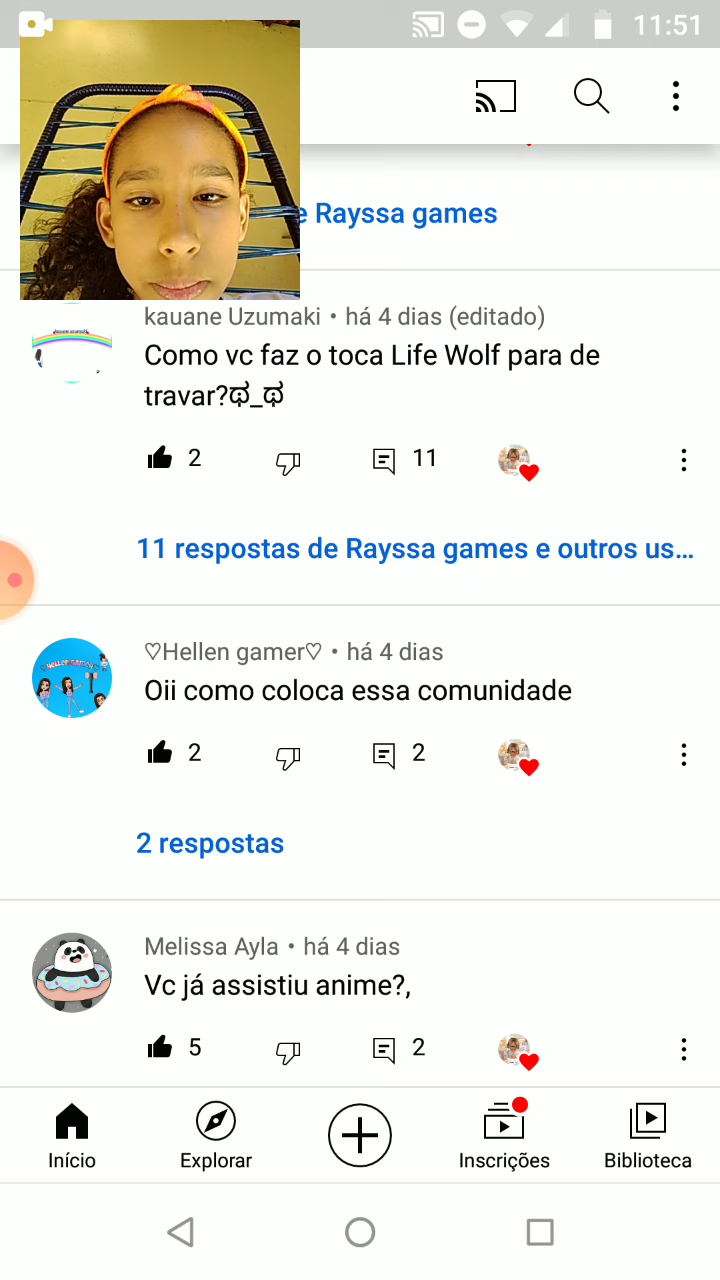 11:51
e Rayssa games
kauane Uzumaki • há 4 dias (editado)
Como vc faz o toca Life Wolf para de
travar?ಥ_ಥ
2
11
11 respostas de Rayssa games e outros us...
♡Hellen gamer♡ • há 4 dias
Oii como coloca essa comunidade
2
2
2 respostas
Melissa Ayla • há 4 dias
Vc já assistiu anime?,
5
2
Início
Explorar
Inscrições
Biblioteca